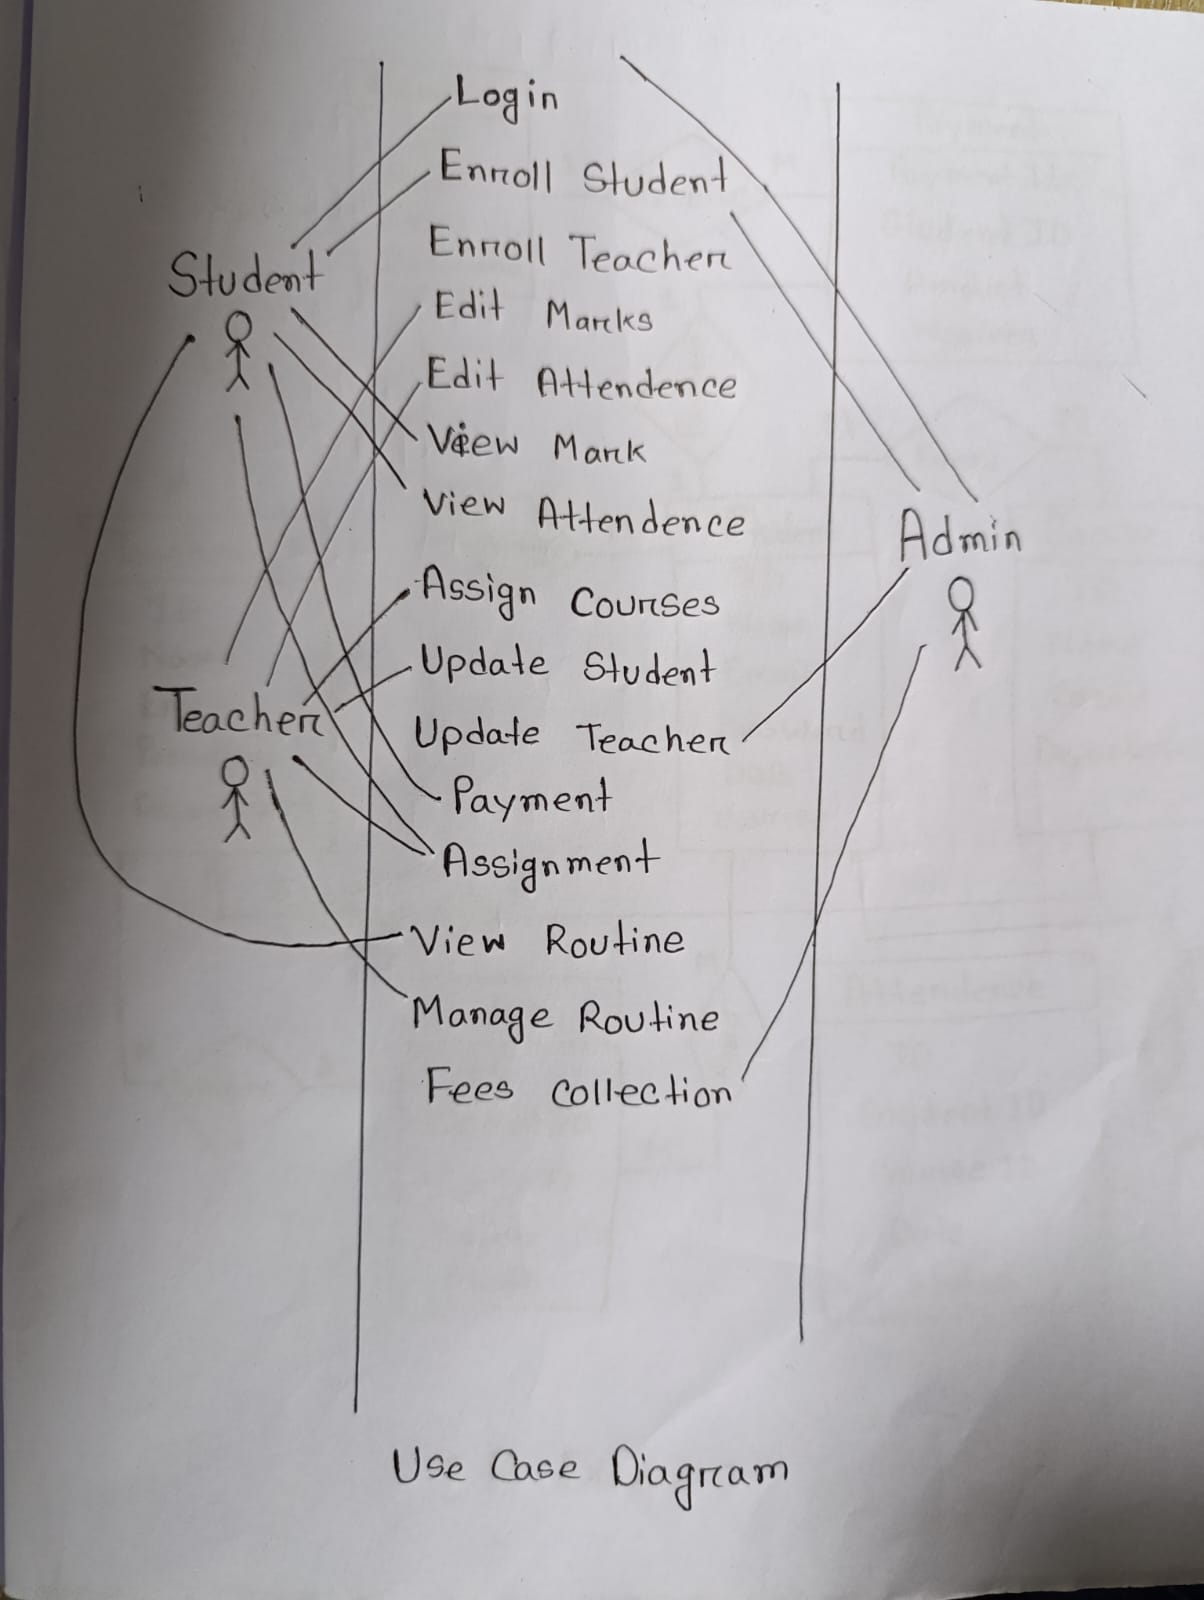 Login
Enroll Student
Enroll Teacher
Student
Edit Marks
Edit Attendence
View Mark
View Attendence
Admin
Assign Courses
Update Student
Teacher
Update Teacher
Payment
Assignment
View Routine
Manage Routine
Fees collection
Use Case Diagram